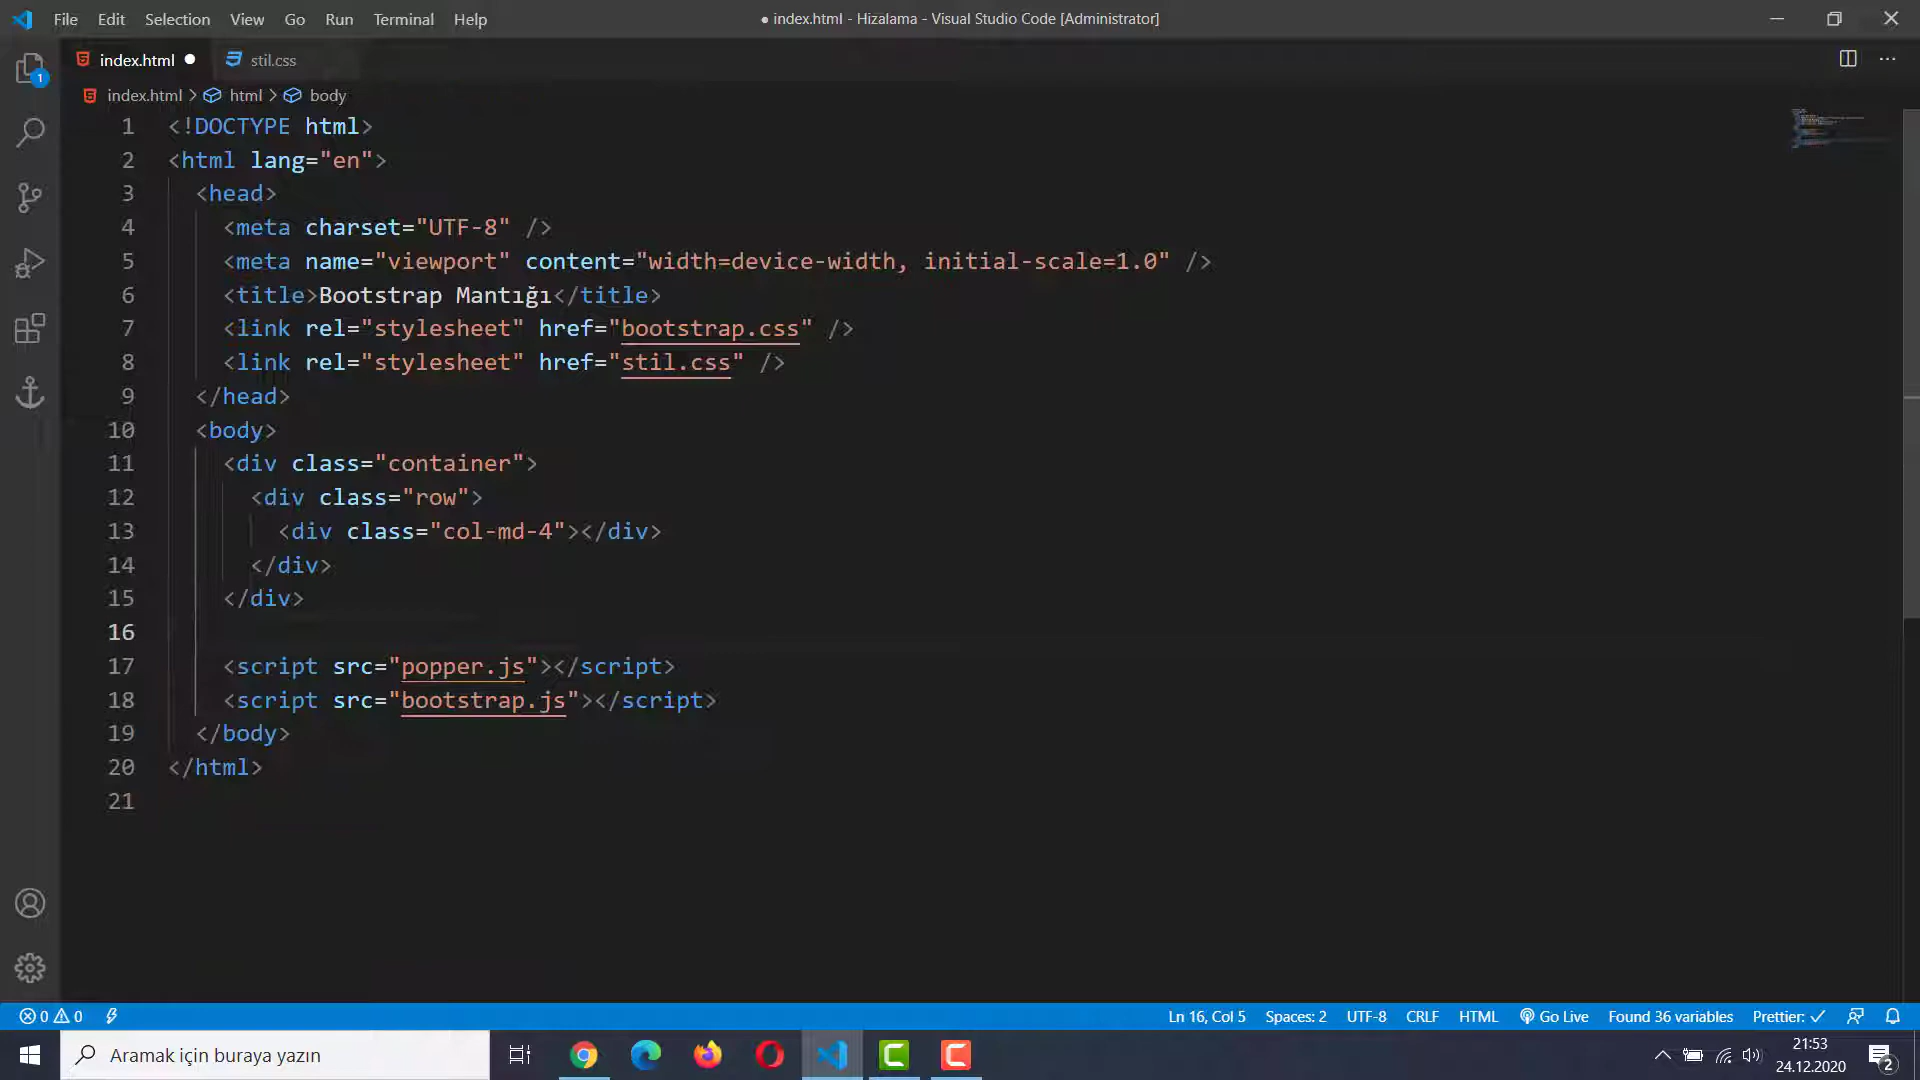 File Edit Selection View Go Run Terminal Help
● index.html - Hizalama - Visual Studio Code [Administrator]
index.html ● stil.css
index.html > html > body
1 <!DOCTYPE html>
2 <html lang="en">
3 <head>
4 <meta charset="UTF-8" />
5 <meta name="viewport" content="width=device-width, initial-scale=1.0" />
6 <title>Bootstrap Mantığı</title>
7 <link rel="stylesheet" href="bootstrap.css" />
8 <link rel="stylesheet" href="stil.css" />
9 </head>
10 <body>
11 <div class="container">
12 <div class="row">
13 <div class="col-md-4"></div>
14 </div>
15 </div>
16
17 <script src="popper.js"></script>
18 <script src="bootstrap.js"></script>
19 </body>
20 </html>
21
1
0 0 Ln 16, Col 5 Spaces: 2 UTF-8 CRLF HTML Go Live Found 36 variables Prettier: ✓
Aramak için buraya yazın
21:53
24.12.2020
2